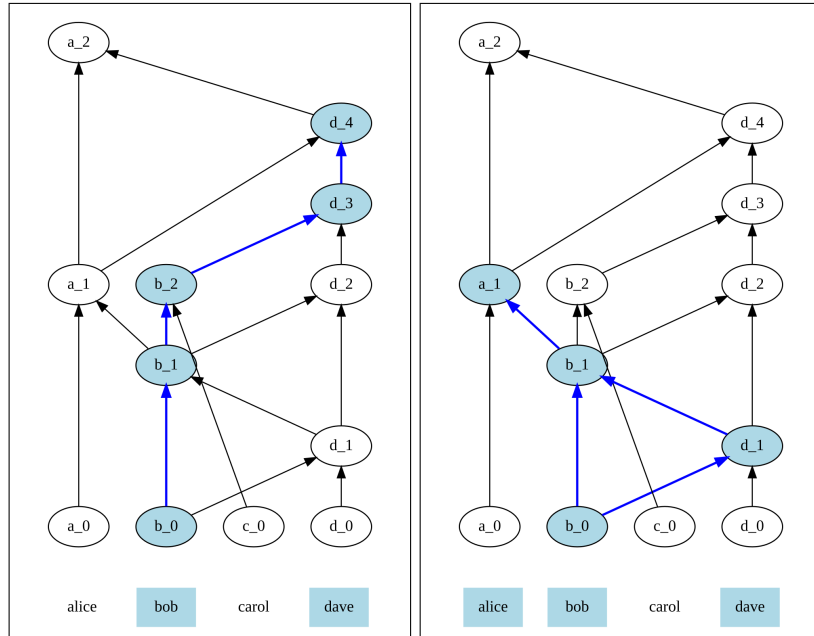 a_2
d_4
d_3
a_1 b_2 d_2
b_1
d_1
a_0 b_0 c_0 d_0
alice bob carol dave
a_2
d_4
d_3
a_1 b_2 d_2
b_1
d_1
a_0 b_0 c_0 d_0
alice bob carol dave